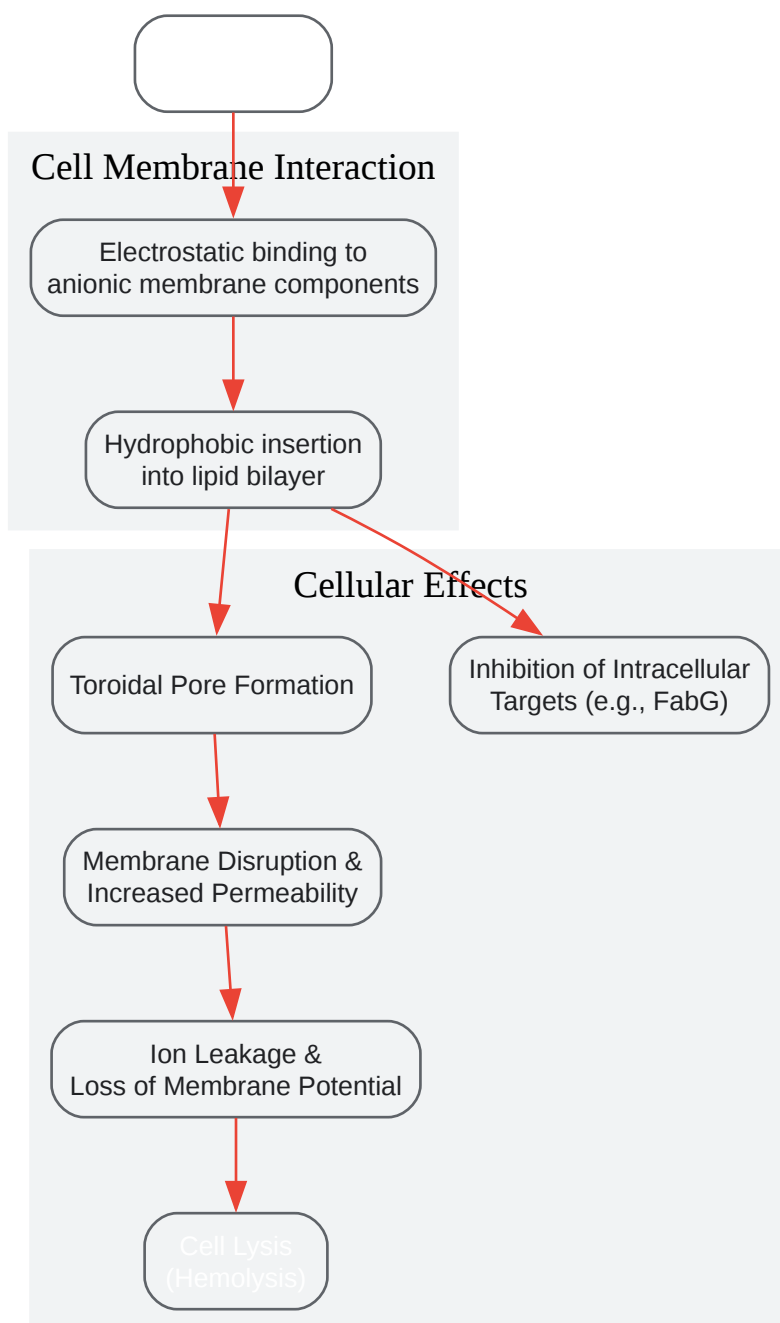 Cell Membrane Interaction
Electrostatic binding to
anionic membrane components
Hydrophobic insertion
into lipid bilayer
Cellular Effects
Toroidal Pore Formation
Inhibition of Intracellular
Targets (e.g., FabG)
Membrane Disruption &
Increased Permeability
Ion Leakage &
Loss of Membrane Potential
Cell Lysis
(Hemolysis)